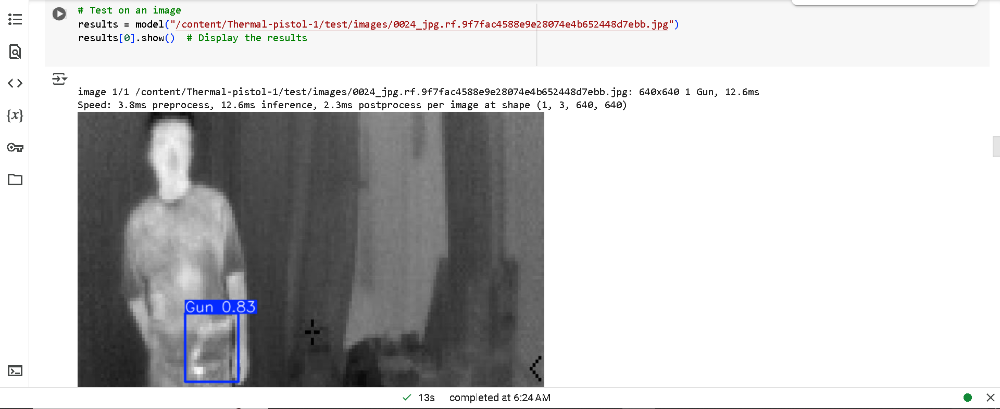 # Test on an image
results = model("/content/Thermal-pistol-1/test/images/0024_jpg.rf.9f7fac4588e9e28074e4b652448d7ebb.jpg")
results[0].show()  # Display the results
image 1/1 /content/Thermal-pistol-1/test/images/0024_jpg.rf.9f7fac4588e9e28074e4b652448d7ebb.jpg: 640x640 1 Gun, 12.6ms
Speed: 3.8ms preprocess, 12.6ms inference, 2.3ms postprocess per image at shape (1, 3, 640, 640)
{x}
Gun 0.83
13s completed at 6:24 AM